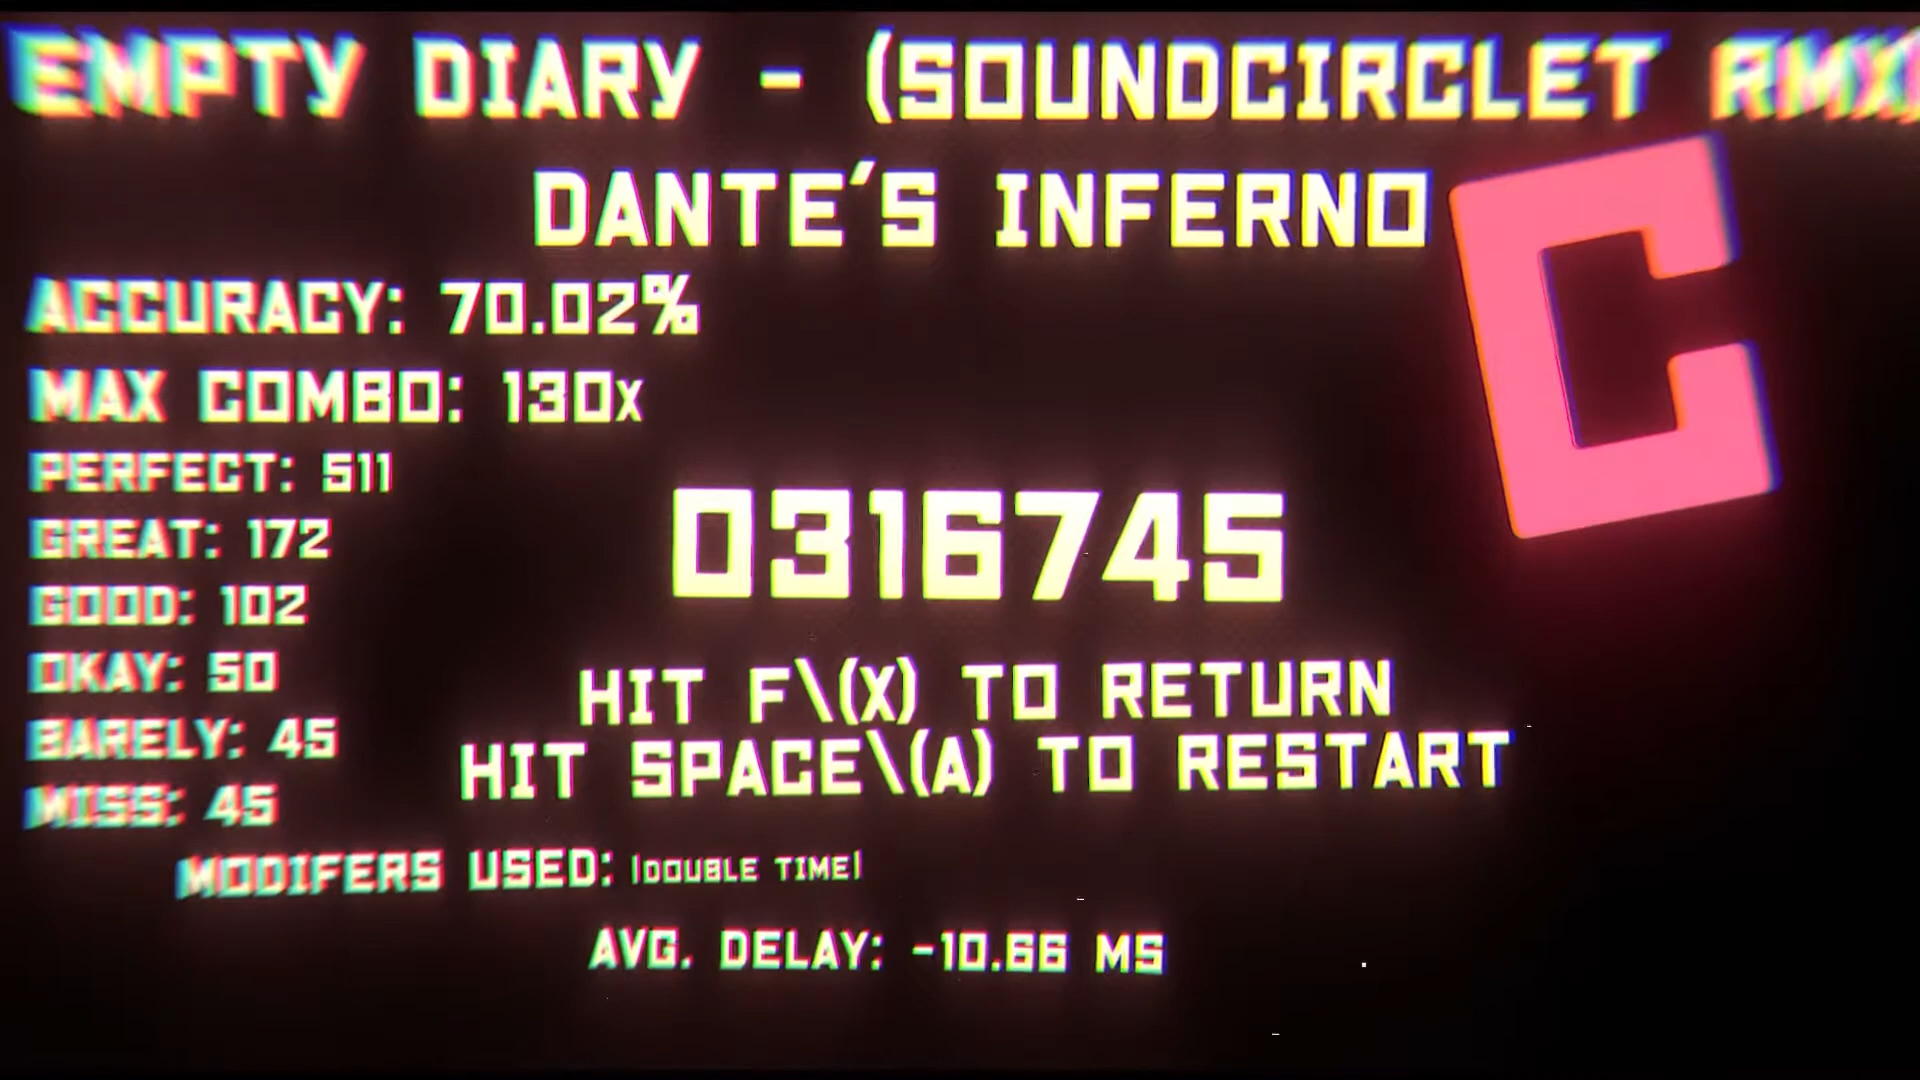 EMPTY DIARY - (SOUNDCIRCLET RMX)
DANTE'S INFERNO
C
ACCURACY: 70.02%
MAX COMBO: 130x
PERFECT: 511
GREAT: 172
GOOD: 102
OKAY: 50
BARELY: 45
MISS: 45
0316745
HIT F\(X) TO RETURN
HIT SPACE\(A) TO RESTART
MODIFERS USED: |DOUBLE TIME|
AVG. DELAY: -10.66 MS